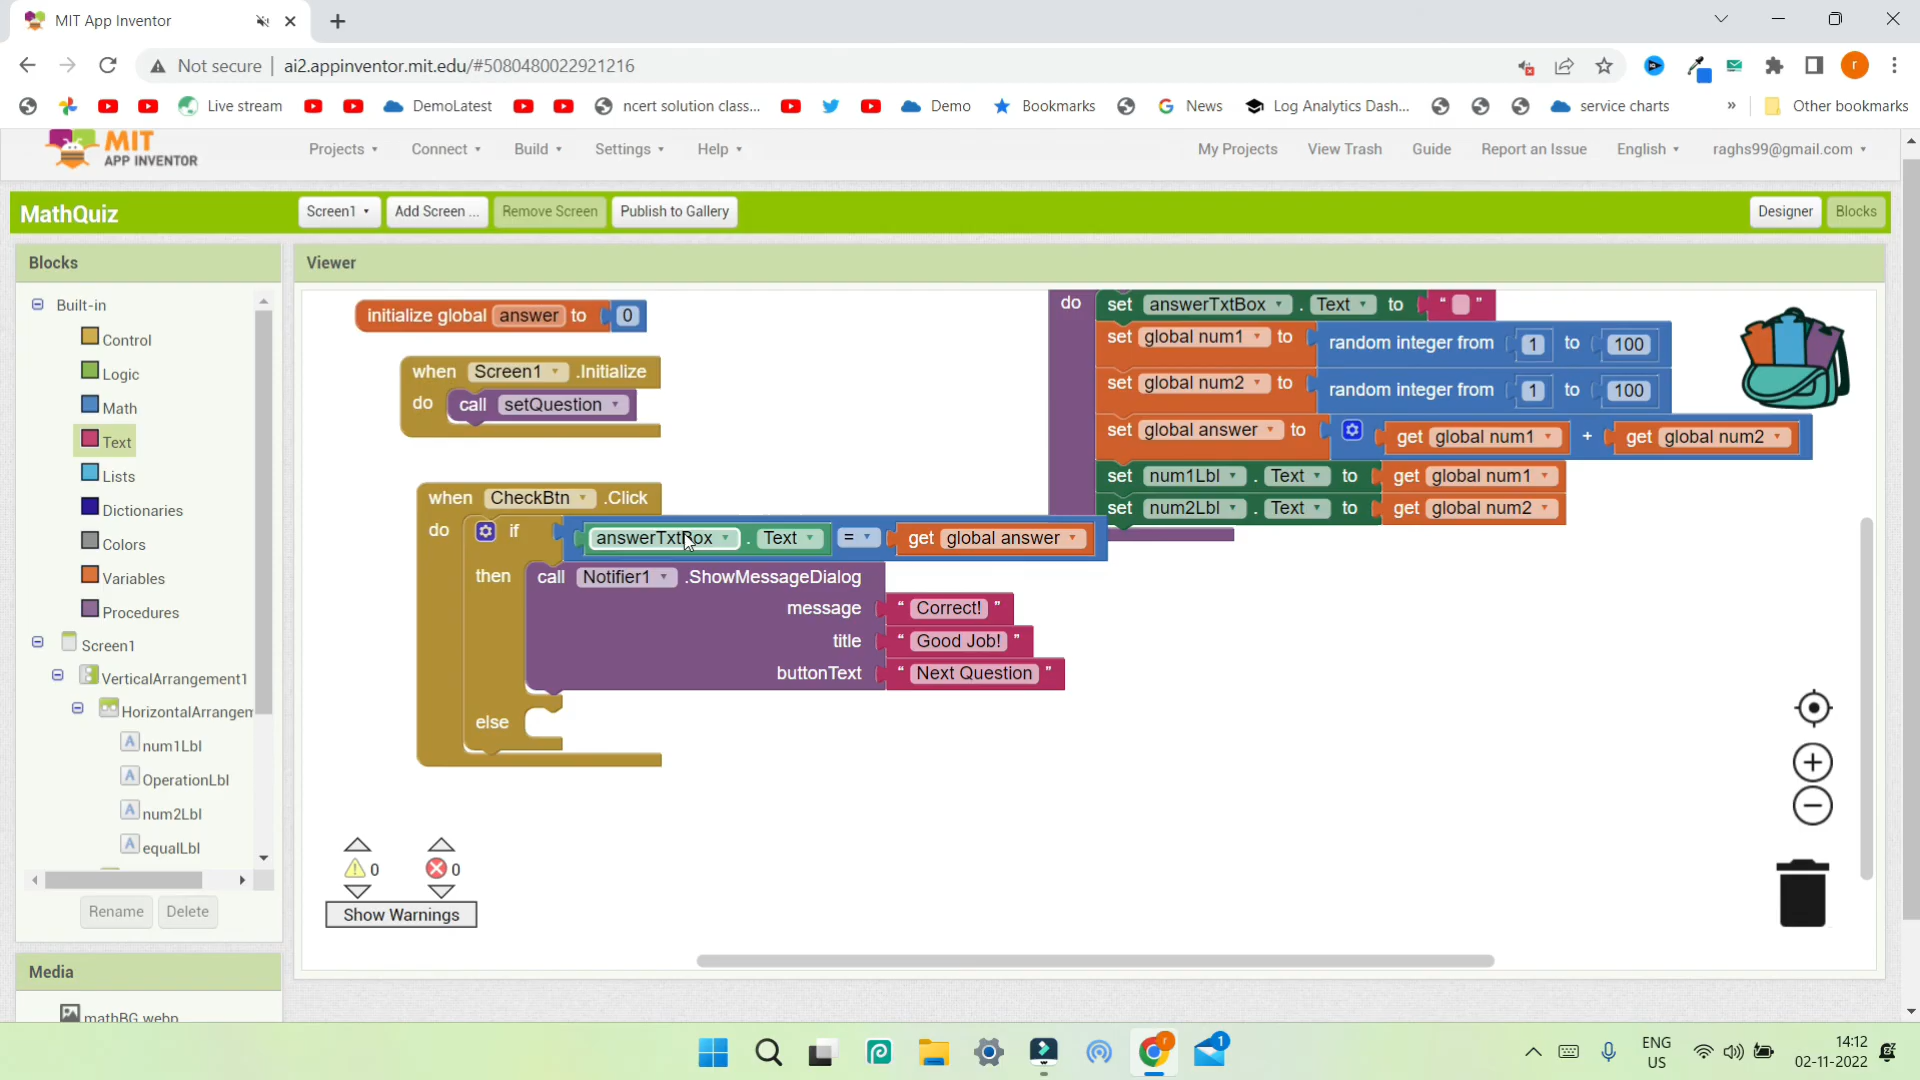 MIT App Inventor
Not secure
ai2.appinventor.mit.edu/#5080480022921216
r
Live stream
DemoLatest
ncert solution class...
Demo
Bookmarks
News
Log Analytics Dash...
service charts
»
Other bookmarks
MIT
APP INVENTOR
Projects
Connect
Build
Settings
Help
My Projects
View Trash
Guide
Report an Issue
English
raghs99@gmail.com
MathQuiz
Screen1
Add Screen ...
Remove Screen
Publish to Gallery
Designer
Blocks
Blocks
Built-in
Control
Logic
Math
Text
Lists
Dictionaries
Colors
Variables
Procedures
Screen1
VerticalArrangement1
HorizontalArrangem
num1Lbl
OperationLbl
num2Lbl
equalLbl
Rename
Delete
Media
mathBG.webp
Viewer
initialize global answer to 0
when Screen1 .Initialize
do call setQuestion
when CheckBtn .Click
do if answerTxtBox . Text = get global answer
then call Notifier1 .ShowMessageDialog
message " Correct! "
title " Good Job! "
buttonText " Next Question "
else
do set answerTxtBox . Text to " "
set global num1 to random integer from 1 to 100
set global num2 to random integer from 1 to 100
set global answer to get global num1 + get global num2
set num1Lbl . Text to get global num1
set num2Lbl . Text to get global num2
0
0
Show Warnings
r
1
ENG
US
14:12
02-11-2022